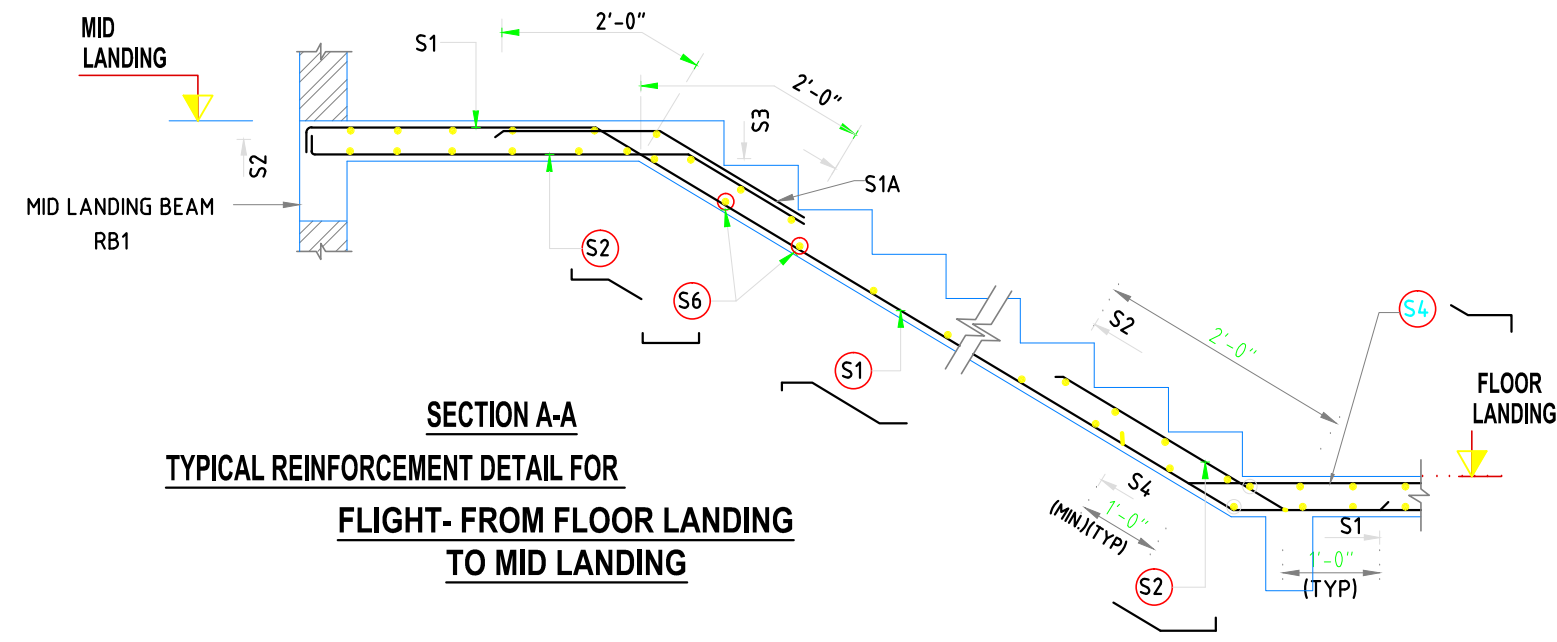 MID
LANDING
S1
2'-0"
2'-0"
S3
S2
S1A
MID LANDING BEAM
RB1
S2
S6
S1
S2
2'-0"
S4
FLOOR
LANDING
SECTION A-A
TYPICAL REINFORCEMENT DETAIL FOR
FLIGHT- FROM FLOOR LANDING
TO MID LANDING
S4
1'-0"
(MIN.)(TYP)
S1
1'-0"
(TYP)
S2